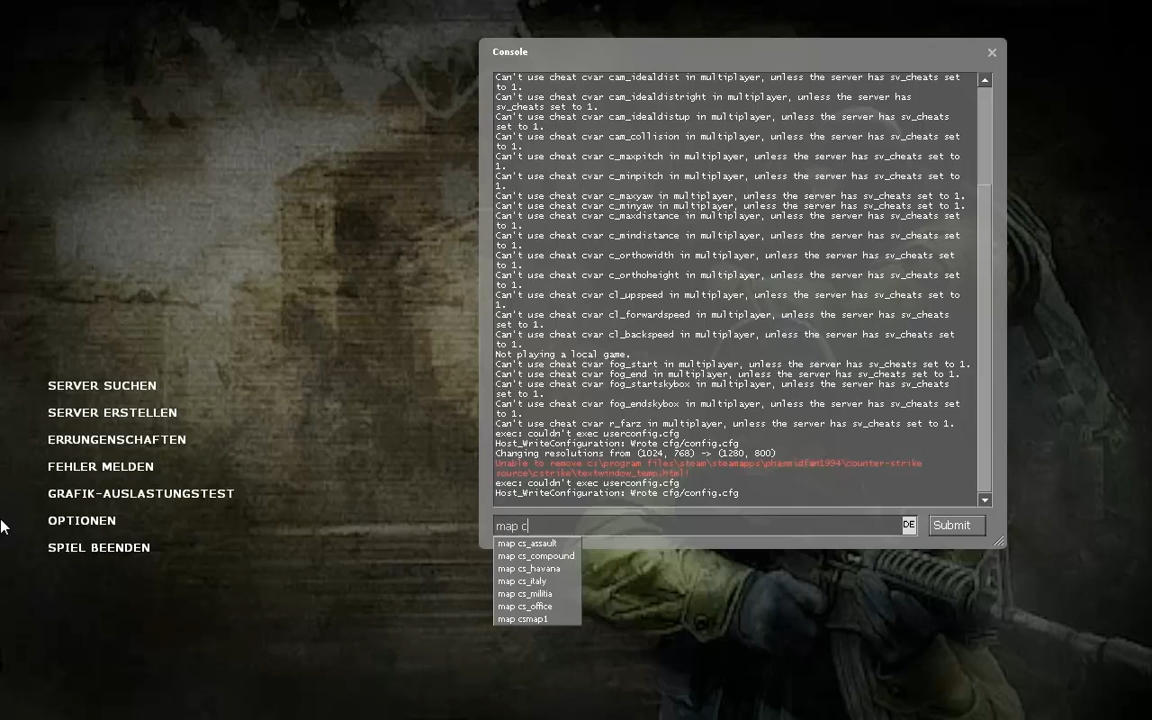 Console
Can't use cheat cvar cam_idealdist in multiplayer, unless the server has sv_cheats set
to 1.
Can't use cheat cvar cam_idealdistright in multiplayer, unless the server has
sv_cheats set to 1.
Can't use cheat cvar cam_idealdistup in multiplayer, unless the server has sv_cheats
set to 1.
Can't use cheat cvar cam_collision in multiplayer, unless the server has sv_cheats set
to 1.
Can't use cheat cvar c_maxpitch in multiplayer, unless the server has sv_cheats set to
1.
Can't use cheat cvar c_minpitch in multiplayer, unless the server has sv_cheats set to
1.
Can't use cheat cvar c_maxyaw in multiplayer, unless the server has sv_cheats set to 1.
Can't use cheat cvar c_minyaw in multiplayer, unless the server has sv_cheats set to 1.
Can't use cheat cvar c_maxdistance in multiplayer, unless the server has sv_cheats set
to 1.
Can't use cheat cvar c_mindistance in multiplayer, unless the server has sv_cheats set
to 1.
Can't use cheat cvar c_orthowidth in multiplayer, unless the server has sv_cheats set
to 1.
Can't use cheat cvar c_orthoheight in multiplayer, unless the server has sv_cheats set
to 1.
Can't use cheat cvar cl_upspeed in multiplayer, unless the server has sv_cheats set to
1.
Can't use cheat cvar cl_forwardspeed in multiplayer, unless the server has sv_cheats
set to 1.
Can't use cheat cvar cl_backspeed in multiplayer, unless the server has sv_cheats set
to 1.
Not playing a local game.
Can't use cheat cvar fog_start in multiplayer, unless the server has sv_cheats set to 1.
Can't use cheat cvar fog_end in multiplayer, unless the server has sv_cheats set to 1.
Can't use cheat cvar fog_startskybox in multiplayer, unless the server has sv_cheats
set to 1.
Can't use cheat cvar fog_endskybox in multiplayer, unless the server has sv_cheats set
to 1.
Can't use cheat cvar r_farz in multiplayer, unless the server has sv_cheats set to 1.
exec: couldn't exec userconfig.cfg
Host_WriteConfiguration: Wrote cfg/config.cfg
Changing resolutions from (1024, 768) -> (1280, 800)
Unable to remove c:\program files\steam\steamapps\phammidfan1994\counter-strike
source\cstrike\textwindow_temp.html!
exec: couldn't exec userconfig.cfg
Host_WriteConfiguration: Wrote cfg/config.cfg
map c
DE
Submit
map cs_assault
map cs_compound
map cs_havana
map cs_italy
map cs_militia
map cs_office
map csmap1
SERVER SUCHEN
SERVER ERSTELLEN
ERRUNGENSCHAFTEN
FEHLER MELDEN
GRAFIK-AUSLASTUNGSTEST
OPTIONEN
SPIEL BEENDEN